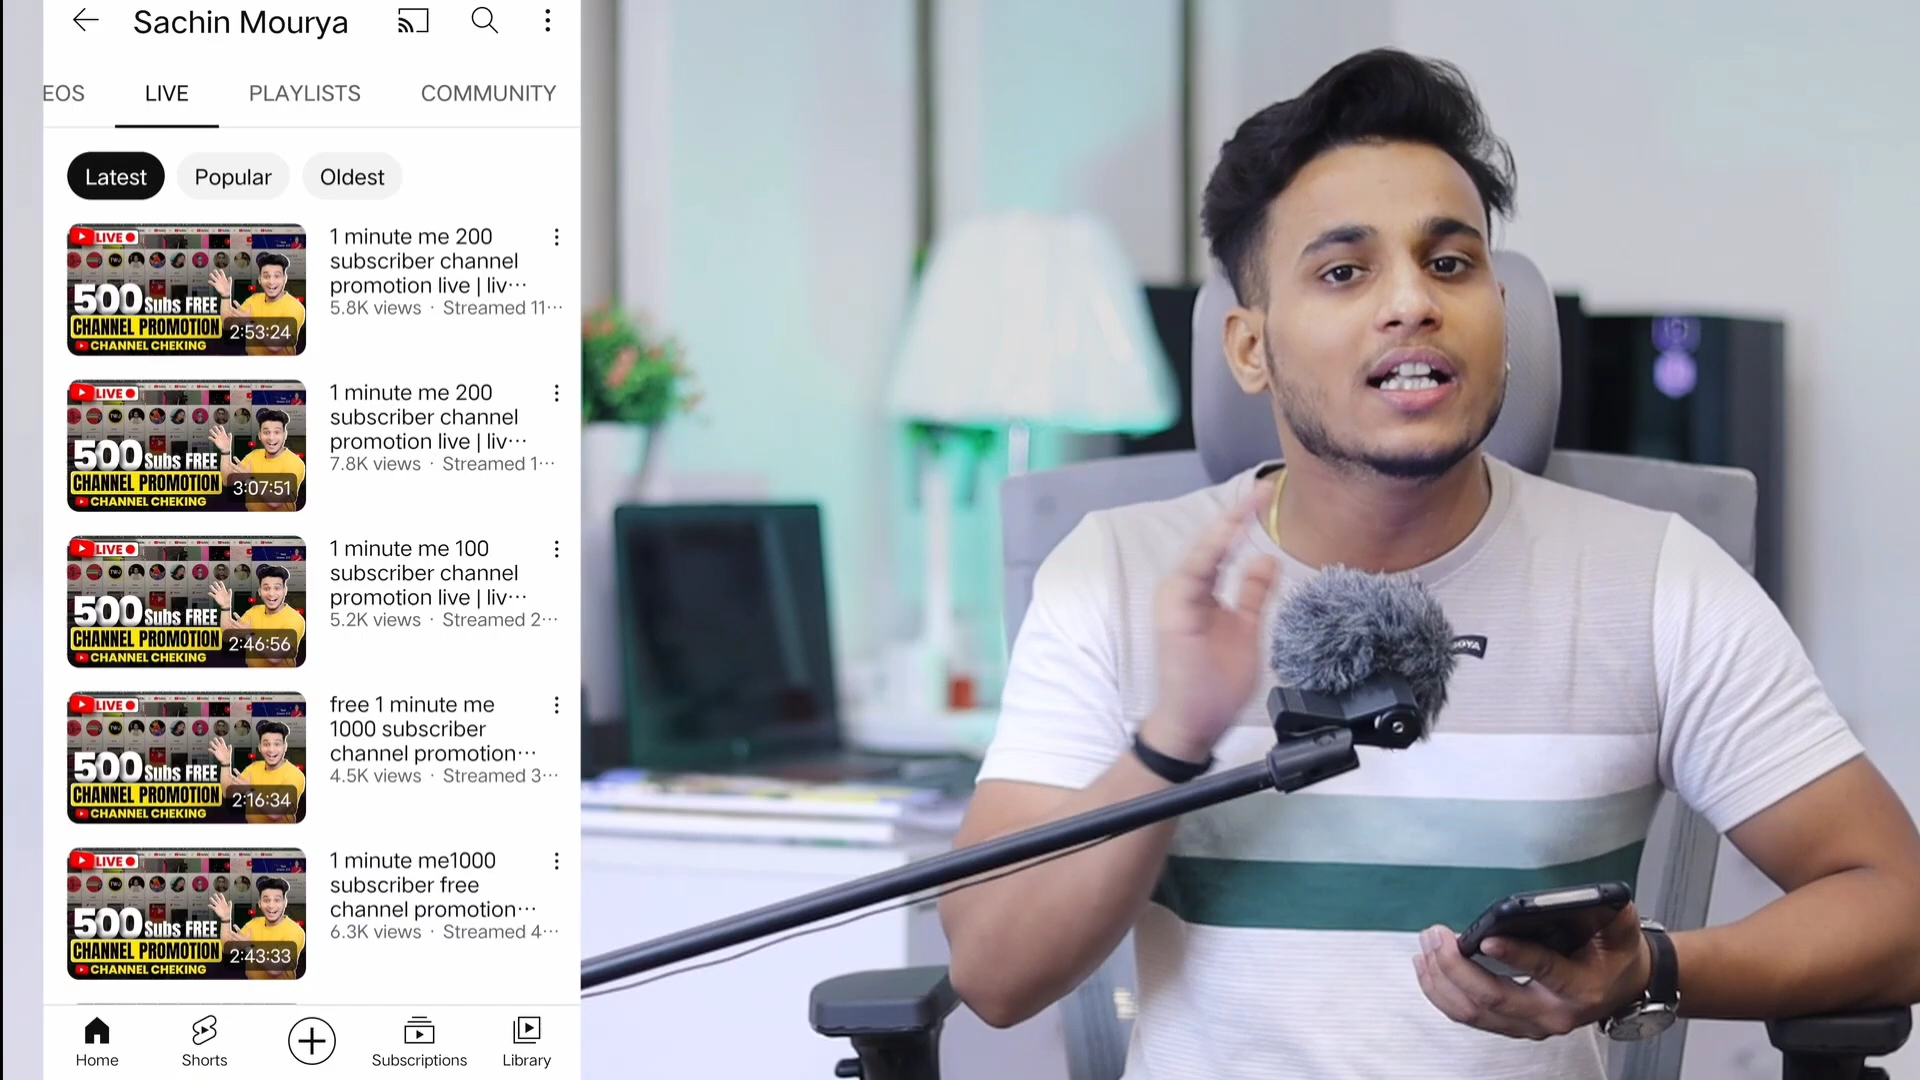 Sachin Mourya
EOS
LIVE
PLAYLISTS
COMMUNITY
Latest
Popular
Oldest
LIVE
500 Subs FREE
CHANNEL PROMOTION
CHANNEL CHEKING
2:53:24
1 minute me 200
subscriber channel
promotion live | liv…
5.8K views · Streamed 11…
LIVE
500 Subs FREE
CHANNEL PROMOTION
CHANNEL CHEKING
3:07:51
1 minute me 200
subscriber channel
promotion live | liv…
7.8K views · Streamed 1…
LIVE
500 Subs FREE
CHANNEL PROMOTION
CHANNEL CHEKING
2:46:56
1 minute me 100
subscriber channel
promotion live | liv…
5.2K views · Streamed 2…
LIVE
500 Subs FREE
CHANNEL PROMOTION
CHANNEL CHEKING
2:16:34
free 1 minute me
1000 subscriber
channel promotion…
4.5K views · Streamed 3…
LIVE
500 Subs FREE
CHANNEL PROMOTION
CHANNEL CHEKING
2:43:33
1 minute me1000
subscriber free
channel promotion…
6.3K views · Streamed 4…
Home
Shorts
Subscriptions
Library